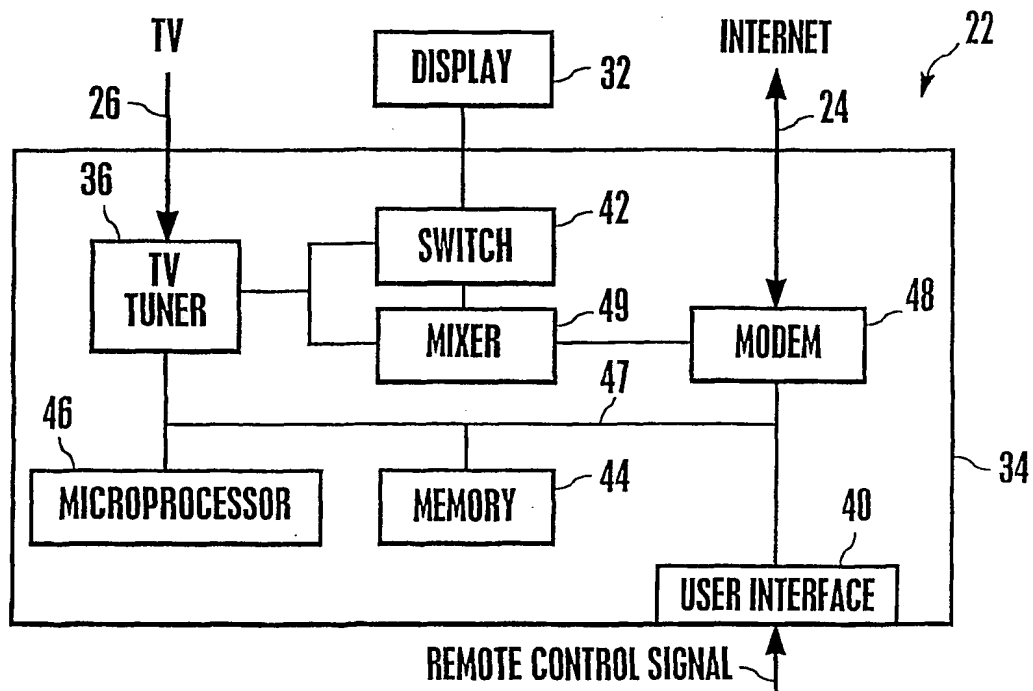 TV
DISPLAY
32
INTERNET
22
26
24
36
TV
TUNER
SWITCH
42
MIXER
49
MODEM
48
47
46
MICROPROCESSOR
MEMORY
44
34
40
USER INTERFACE
REMOTE CONTROL SIGNAL